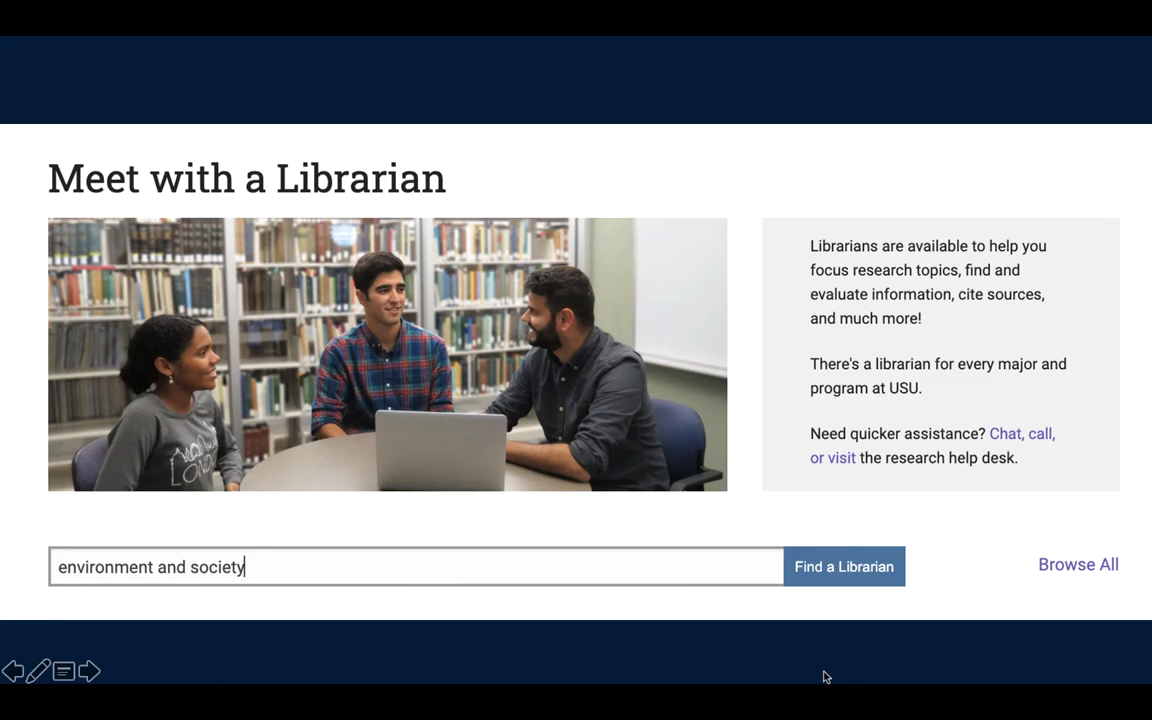 Meet with a Librarian
Librarians are available to help you
focus research topics, find and
evaluate information, cite sources,
and much more!
There's a librarian for every major and
program at USU.
Need quicker assistance? Chat, call,
or visit the research help desk.
environment and society
Find a Librarian
Browse All